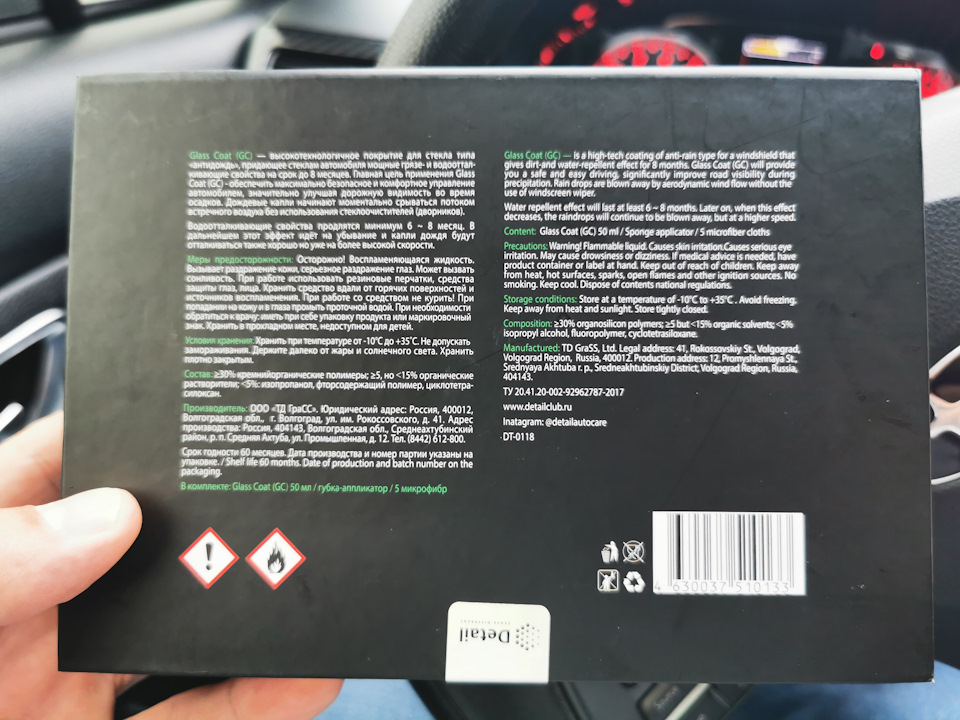 Glass Coat (GC) — высокотехнологичное покрытие для стекла типа
«антидождь», придающее стеклам автомобиля мощные грязе- и водооттал-
кивающие свойства на срок до 8 месяцев. Главная цель применения Glass
Coat (GC) - обеспечить максимально безопасное и комфортное управление
автомобилем, значительно улучшая дорожную видимость во время
осадков. Дождевые капли начинают моментально срываться потоком
встречного воздуха без использования стеклоочистителей (дворников).
Водоотталкивающие свойства продлятся минимум 6 ~ 8 месяц. В
дальнейшем этот эффект идёт на убывание и капли дождя будут
отталкиваться также хорошо но уже на более высокой скорости.
Меры предосторожности: Осторожно! Воспламеняющаяся жидкость.
Вызывает раздражение кожи, серьезное раздражение глаз. Может вызвать
сонливость. При работе использовать резиновые перчатки, средства
защиты глаз, лица. Хранить средство вдали от горячих поверхностей и
источников воспламенения. При работе со средством не курить! При
попадании на кожу и в глаза промыть проточной водой. При необходимости
обратиться к врачу: иметь при себе упаковку продукта или маркировочный
знак. Хранить в прохладном месте, недоступном для детей.
Условия хранения: Хранить при температуре от -10°C до +35°C. Не допускать
замораживания. Держите далеко от жары и солнечного света. Хранить
плотно закрытым.
Состав: ≥30% кремнийорганические полимеры; ≥5, но <15% органические
растворители; <5%: изопропанол, фторсодержащий полимер, циклотетра-
силоксан.
Производитель: ООО «ТД ГраСС». Юридический адрес: Россия, 400012,
Волгоградская обл., г. Волгоград, ул. им. Рокоссовского, д. 41. Адрес
производства: Россия, 404143, Волгоградская обл., Среднеахтубинский
район, р. п. Средняя Ахтуба, ул. Промышленная, д. 12. Тел. (8442) 612-800.
Срок годности 60 месяцев. Дата производства и номер партии указаны на
упаковке. / Shelf life 60 months. Date of production and batch number on the
packaging.
В комплекте: Glass Coat (GC) 50 мл / губка-аппликатор / 5 микрофибр
Glass Coat (GC) — is a high-tech coating of anti-rain type for a windshield that
gives dirt-and water-repellent effect for 8 months. Glass Coat (GC) will provide
you a safe and easy driving, significantly improve road visibility during
precipitation. Rain drops are blown away by aerodynamic wind flow without the
use of windscreen wiper.
Water repellent effect will last at least 6 ~ 8 months. Later on, when this effect
decreases, the raindrops will continue to be blown away, but at a higher speed.
Content: Glass Coat (GC) 50 ml / Sponge applicator / 5 microfiber cloths
Precautions: Warning! Flammable liquid. Causes skin irritation.Causes serious eye
irritation. May cause drowsiness or dizziness. If medical advice is needed, have
product container or label at hand. Keep out of reach of children. Keep away
from heat, hot surfaces, sparks, open flames and other ignition sources. No
smoking. Keep cool. Dispose of contents national regulations.
Storage conditions: Store at a temperature of -10°C to +35°C . Avoid freezing.
Keep away from heat and sunlight. Store tightly closed.
Composition: ≥30% organosilicon polymers; ≥5 but <15% organic solvents; <5%
isopropyl alcohol, fluoropolymer, cyclotetrasiloxane.
Manufactured: TD GraSS, Ltd. Legal address: 41, Rokossovskiy St., Volgograd,
Volgograd Region, Russia, 400012. Production address: 12, Promyshlennaya St.,
Srednyaya Akhtuba r. p., Sredneakhtubinskiy District, Volgograd Region, Russia,
404143.
ТУ 20.41.20-002-92962787-2017
www.detailclub.ru
Instagram: @detailautocare
DT-0118
4 630037 510133
Detail